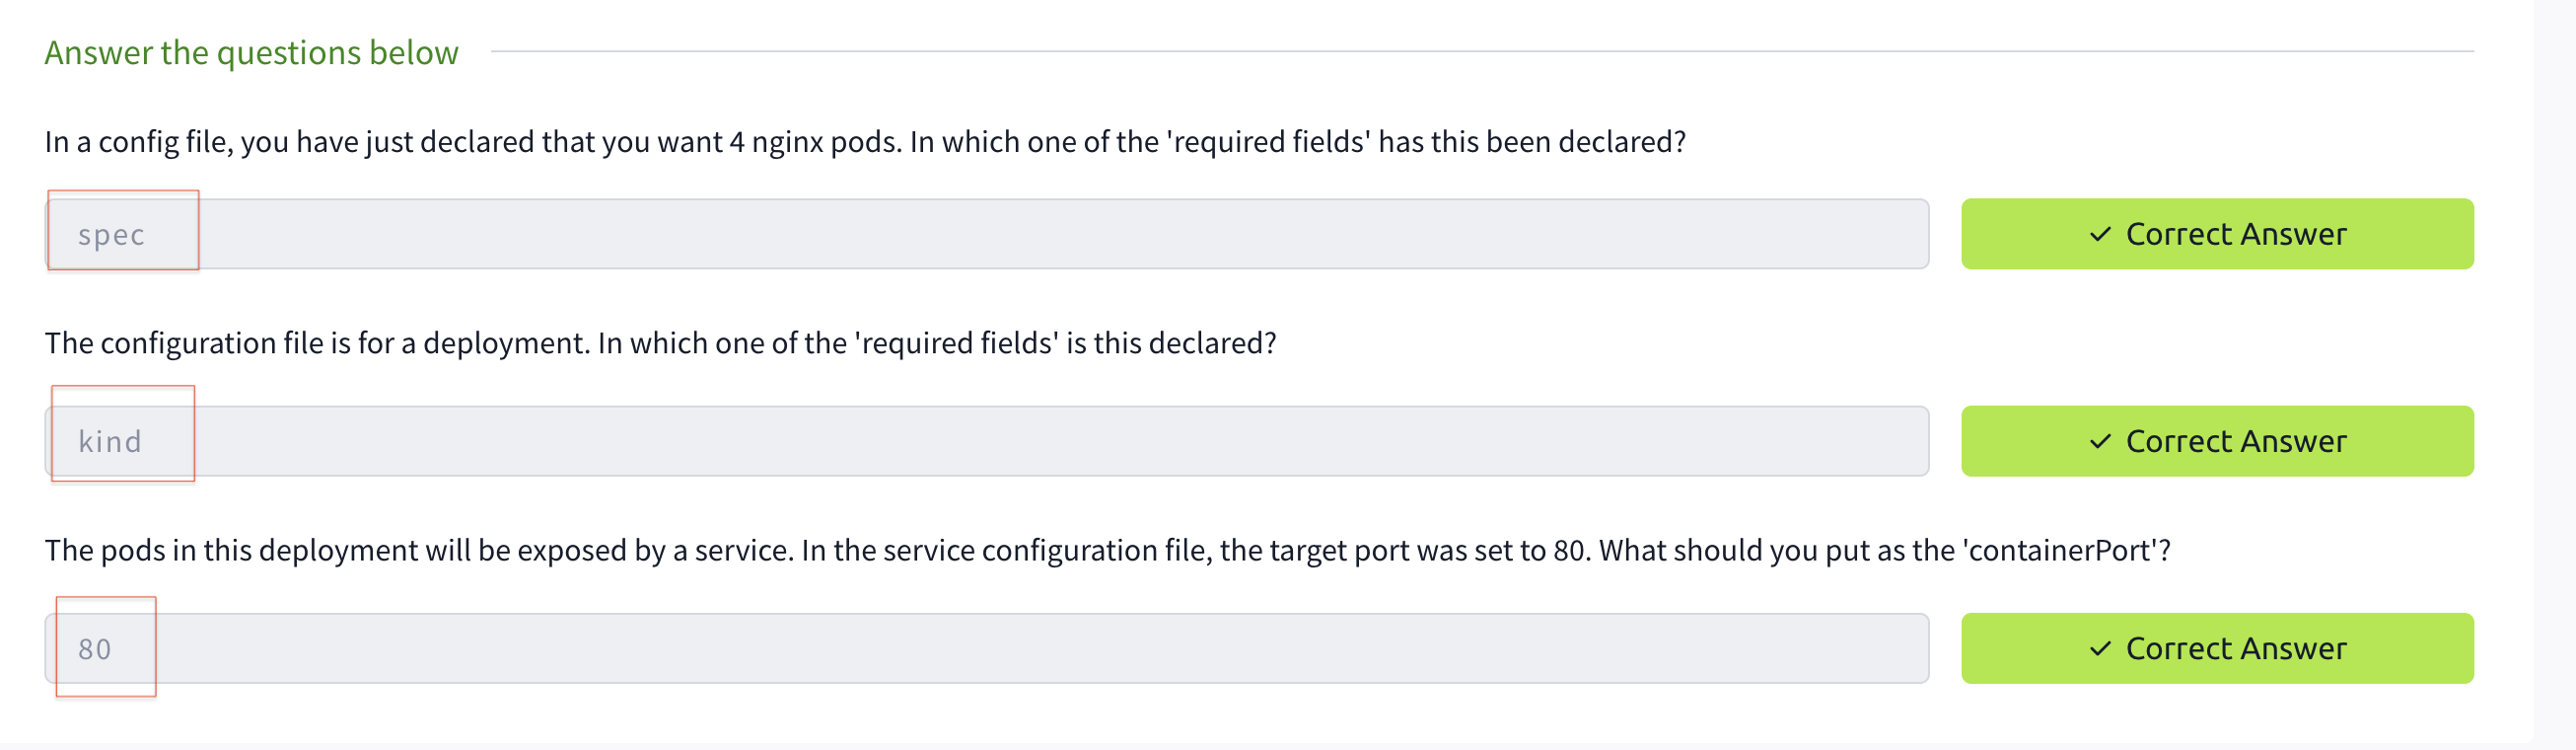 Answer the questions below
In a config file, you have just declared that you want 4 nginx pods. In which one of the 'required fields' has this been declared?
spec
✓ Correct Answer
The configuration file is for a deployment. In which one of the 'required fields' is this declared?
kind
✓ Correct Answer
The pods in this deployment will be exposed by a service. In the service configuration file, the target port was set to 80. What should you put as the 'containerPort'?
80
✓ Correct Answer